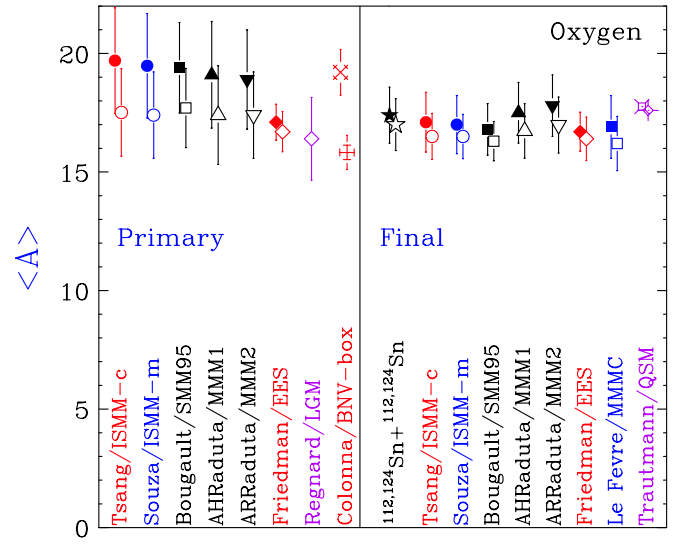 Oxygen
20
15
10
5
0
<A>
Primary
Final
Tsang/ISMM-c
Souza/ISMM-m
Bougault/SMM95
AHRaduta/MMM1
ARRaduta/MMM2
Friedman/EES
Regnard/LGM
Colonna/BNV-box
112,124Sn+112,124Sn
Tsang/ISMM-c
Souza/ISMM-m
Bougault/SMM95
AHRaduta/MMM1
ARRaduta/MMM2
Friedman/EES
Le Fevre/MMMC
Trautmann/QSM